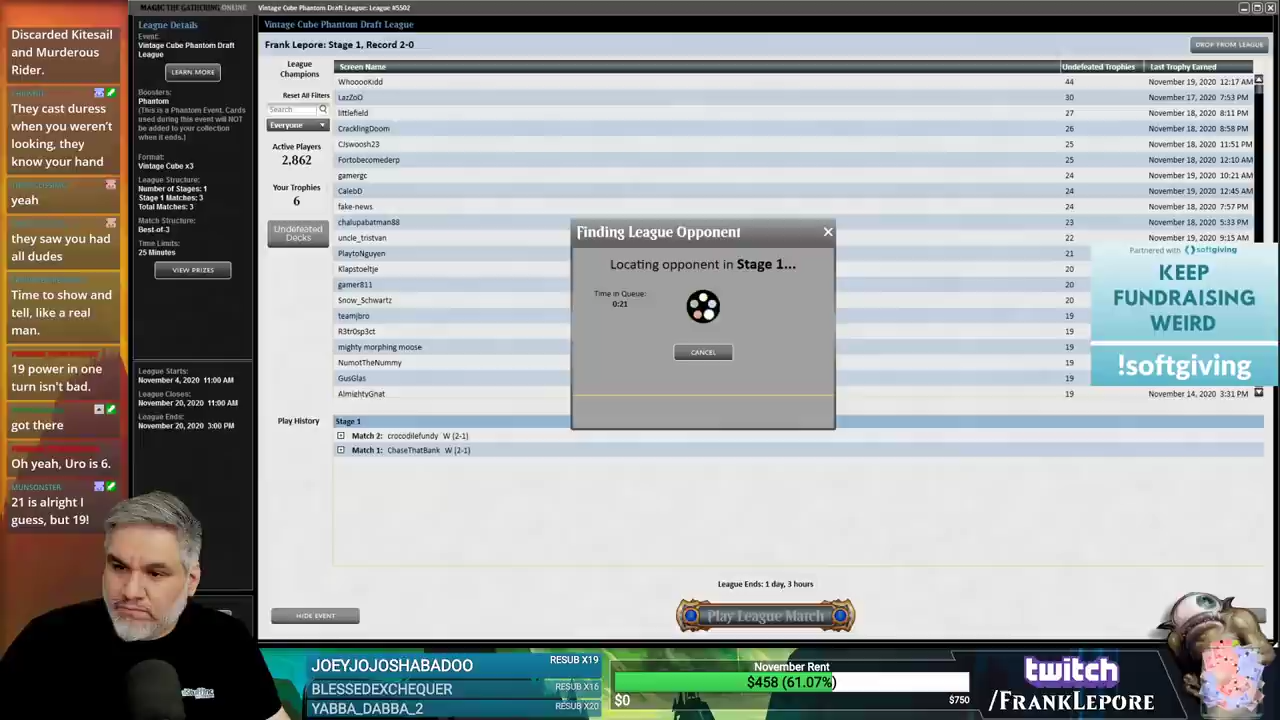 MAGIC THE GATHERING ONLINE
Vintage Cube Phantom Draft League: League #5502
Discarded Kitesail
and Murderous
Rider.
They cast duress
when you weren't
looking, they
know your hand
yeah
they saw you had
all dudes
Time to show and
tell, like a real
man.
19 power in one
turn isn't bad.
got there
Oh yeah, Uro is 6.
MUNSONSTER
21 is alright I
guess, but 19!
League Details
Event:
Vintage Cube Phantom Draft
League
LEARN MORE
Boosters:
Phantom
(This is a Phantom Event. Cards
used during this event will NOT
be added to your collection
when it ends.)
Format:
Vintage Cube x3
League Structure:
Number of Stages: 1
Stage 1 Matches: 3
Total Matches: 3
Match Structure:
Best-of-3
Time Limits:
25 Minutes
VIEW PRIZES
League Starts:
November 4, 2020 11:00 AM
League Closes:
November 20, 2020 11:00 AM
League Ends:
November 20, 2020 3:00 PM
Vintage Cube Phantom Draft League
Frank Lepore: Stage 1, Record 2-0
DROP FROM LEAGUE
League
Champions
Reset All Filters
Search
Everyone
Active Players
2,862
Your Trophies
6
Undefeated
Decks
Screen Name Undefeated Trophies Last Trophy Earned
WhooooKidd 44 November 19, 2020 12:17 AM
LazZoO 30 November 17, 2020 7:53 PM
littlefield 27 November 18, 2020 8:11 PM
CracklingDoom 26 November 18, 2020 8:58 PM
CJswoosh23 25 November 18, 2020 11:51 PM
Fortobecomederp 25 November 18, 2020 12:10 AM
gamergc 24 November 19, 2020 10:21 AM
CalebD 24 November 19, 2020 12:45 AM
fake-news. 24 November 18, 2020 7:57 PM
chalupabatman88 23 November 18, 2020 5:33 PM
uncle_tristvan 22 November 19, 2020 9:15 AM
PlaytoNguyen 21
Klapstoeltje 20
gamer811 20
Snow_Schwartz 20
teamjbro 19
R3tr0sp3ct 19
mighty morphing moose 19
NumotTheNummy 19
GusGlas 19
AlmightyGnat 19 November 14, 2020 3:31 PM
Finding League Opponent
Locating opponent in Stage 1...
Time in Queue:
0:21
CANCEL
Partnered with softgiving
KEEP
FUNDRAISING
WEIRD
!softgiving
Play History
Stage 1
Match 2: crocodilefundy W (2-1)
Match 1: ChaseThatBank W (2-1)
League Ends: 1 day, 3 hours
HIDE EVENT
Play League Match
JOEYJOJOSHABADOO RESUB X19
BLESSEDEXCHEQUER RESUB X16
YABBA_DABBA_2 RESUB X20
November Rent
$458 (61.07%)
$0 $750
twitch
/FRANKLEPORE